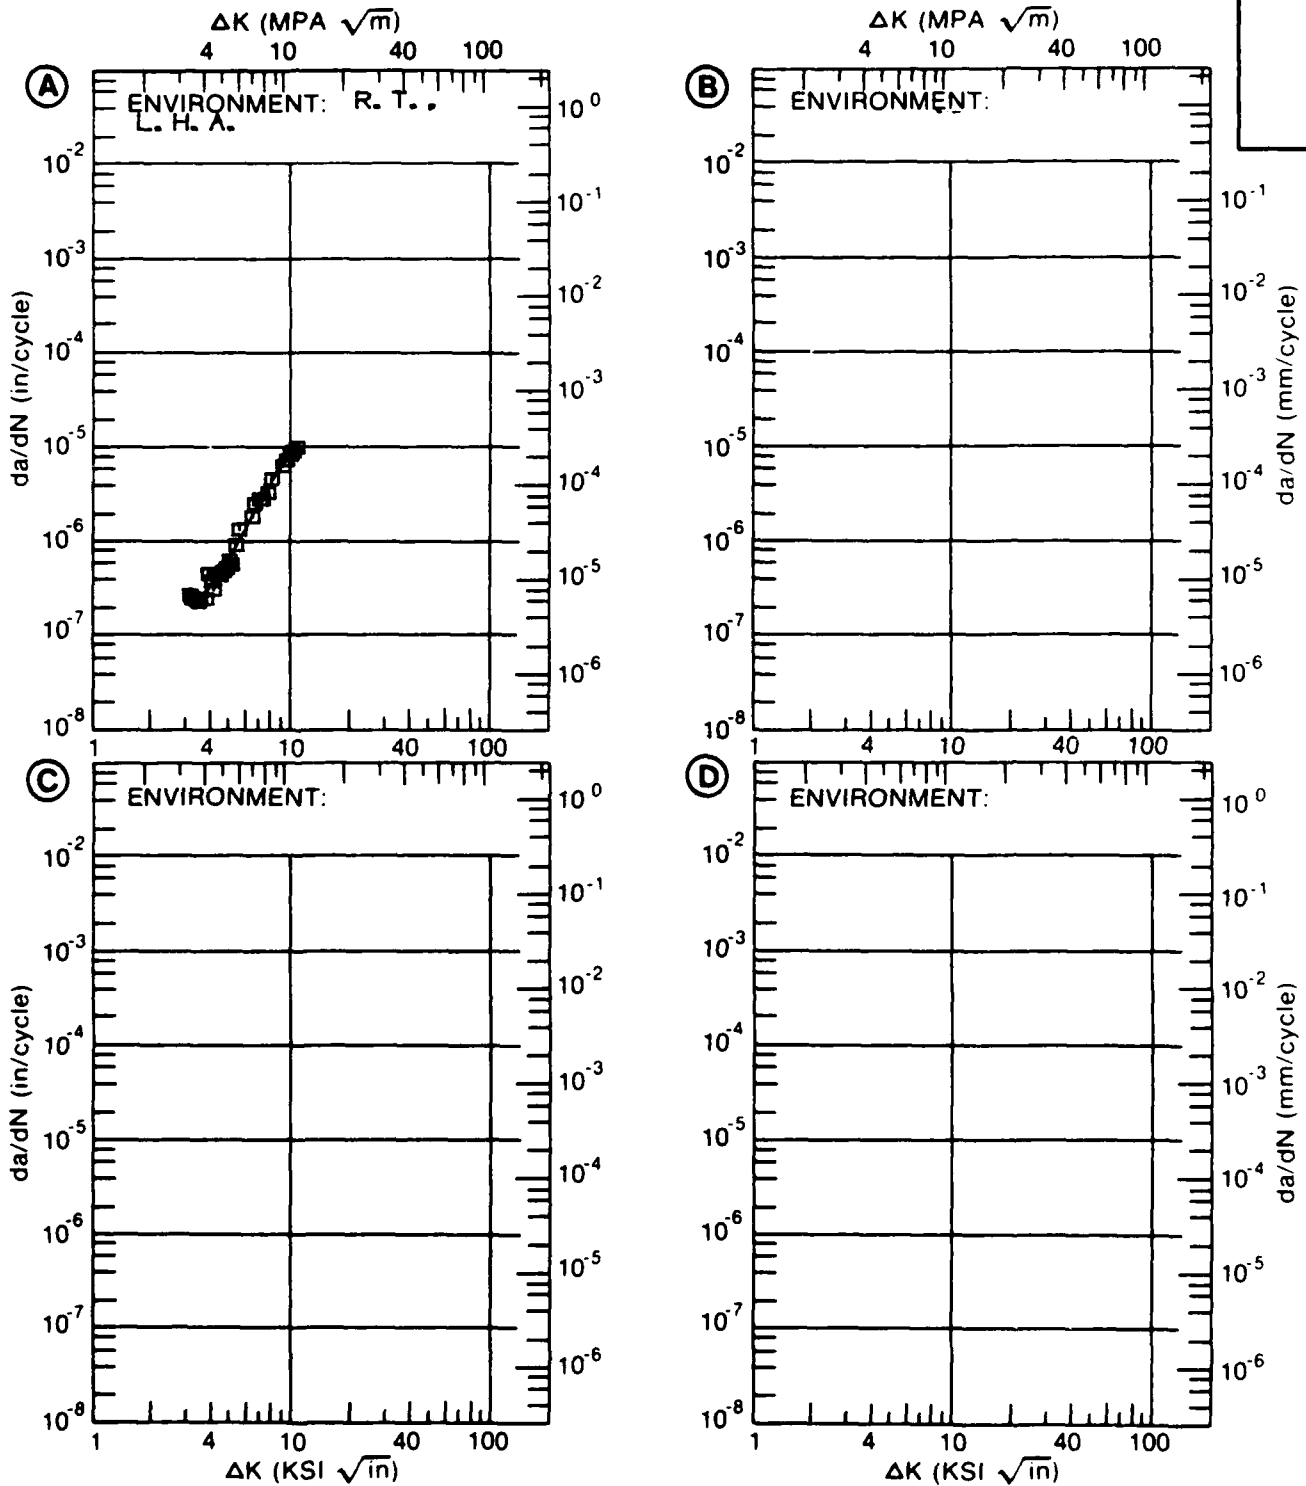 ΔK (MPA √m) ΔK (MPA √m)
4 10 40 100 4 10 40 100
A B
ENVIRONMENT: R. T., ENVIRONMENT:
L. H. A.
10^0
10^-2 10^-2
10^-1 10^-1
10^-3 10^-3
10^-2 10^-2
da/dN (in/cycle) da/dN (mm/cycle)
10^-4 10^-4
10^-3 10^-3
10^-5 10^-5
10^-4 10^-4
10^-6 10^-6
10^-5 10^-5
10^-7 10^-7
10^-6 10^-6
10^-8 10^-8
1 4 10 40 100 1 4 10 40 100
C D
ENVIRONMENT: ENVIRONMENT:
10^0 10^0
10^-2 10^-2
10^-1 10^-1
10^-3 10^-3
10^-2 10^-2
da/dN (in/cycle) da/dN (mm/cycle)
10^-4 10^-4
10^-3 10^-3
10^-5 10^-5
10^-4 10^-4
10^-6 10^-6
10^-5 10^-5
10^-7 10^-7
10^-6 10^-6
10^-8 10^-8
1 4 10 40 100 1 4 10 40 100
ΔK (KSI √in) ΔK (KSI √in)